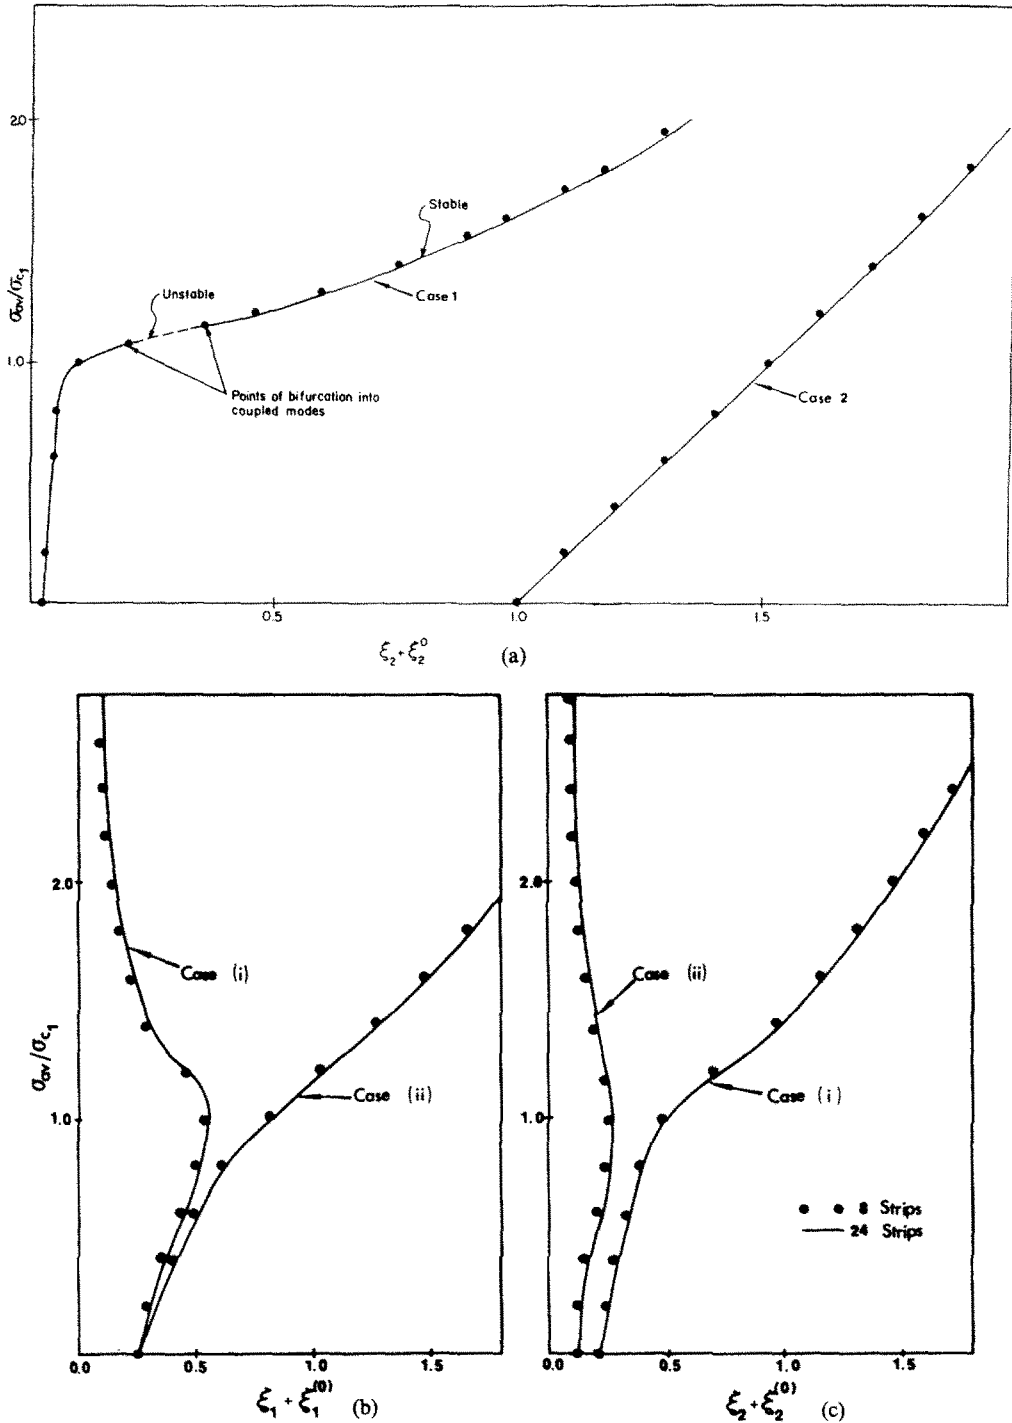 2.0
Stable
σav/σc1
Case 1
Unstable
1.0
Points of bifurcation into
coupled modes
Case 2
0.5
1.0
1.5
ξ2 + ξ2^0
(a)
2.0
Case (i)
σav/σc1
Case (ii)
1.0
0.0
0.5
1.0
1.5
ξ1 + ξ1^(0)
(b)
2.0
Case (ii)
Case (i)
1.0
8 Strips
24 Strips
0.0
0.5
1.0
1.5
ξ2 + ξ2^(0)
(c)